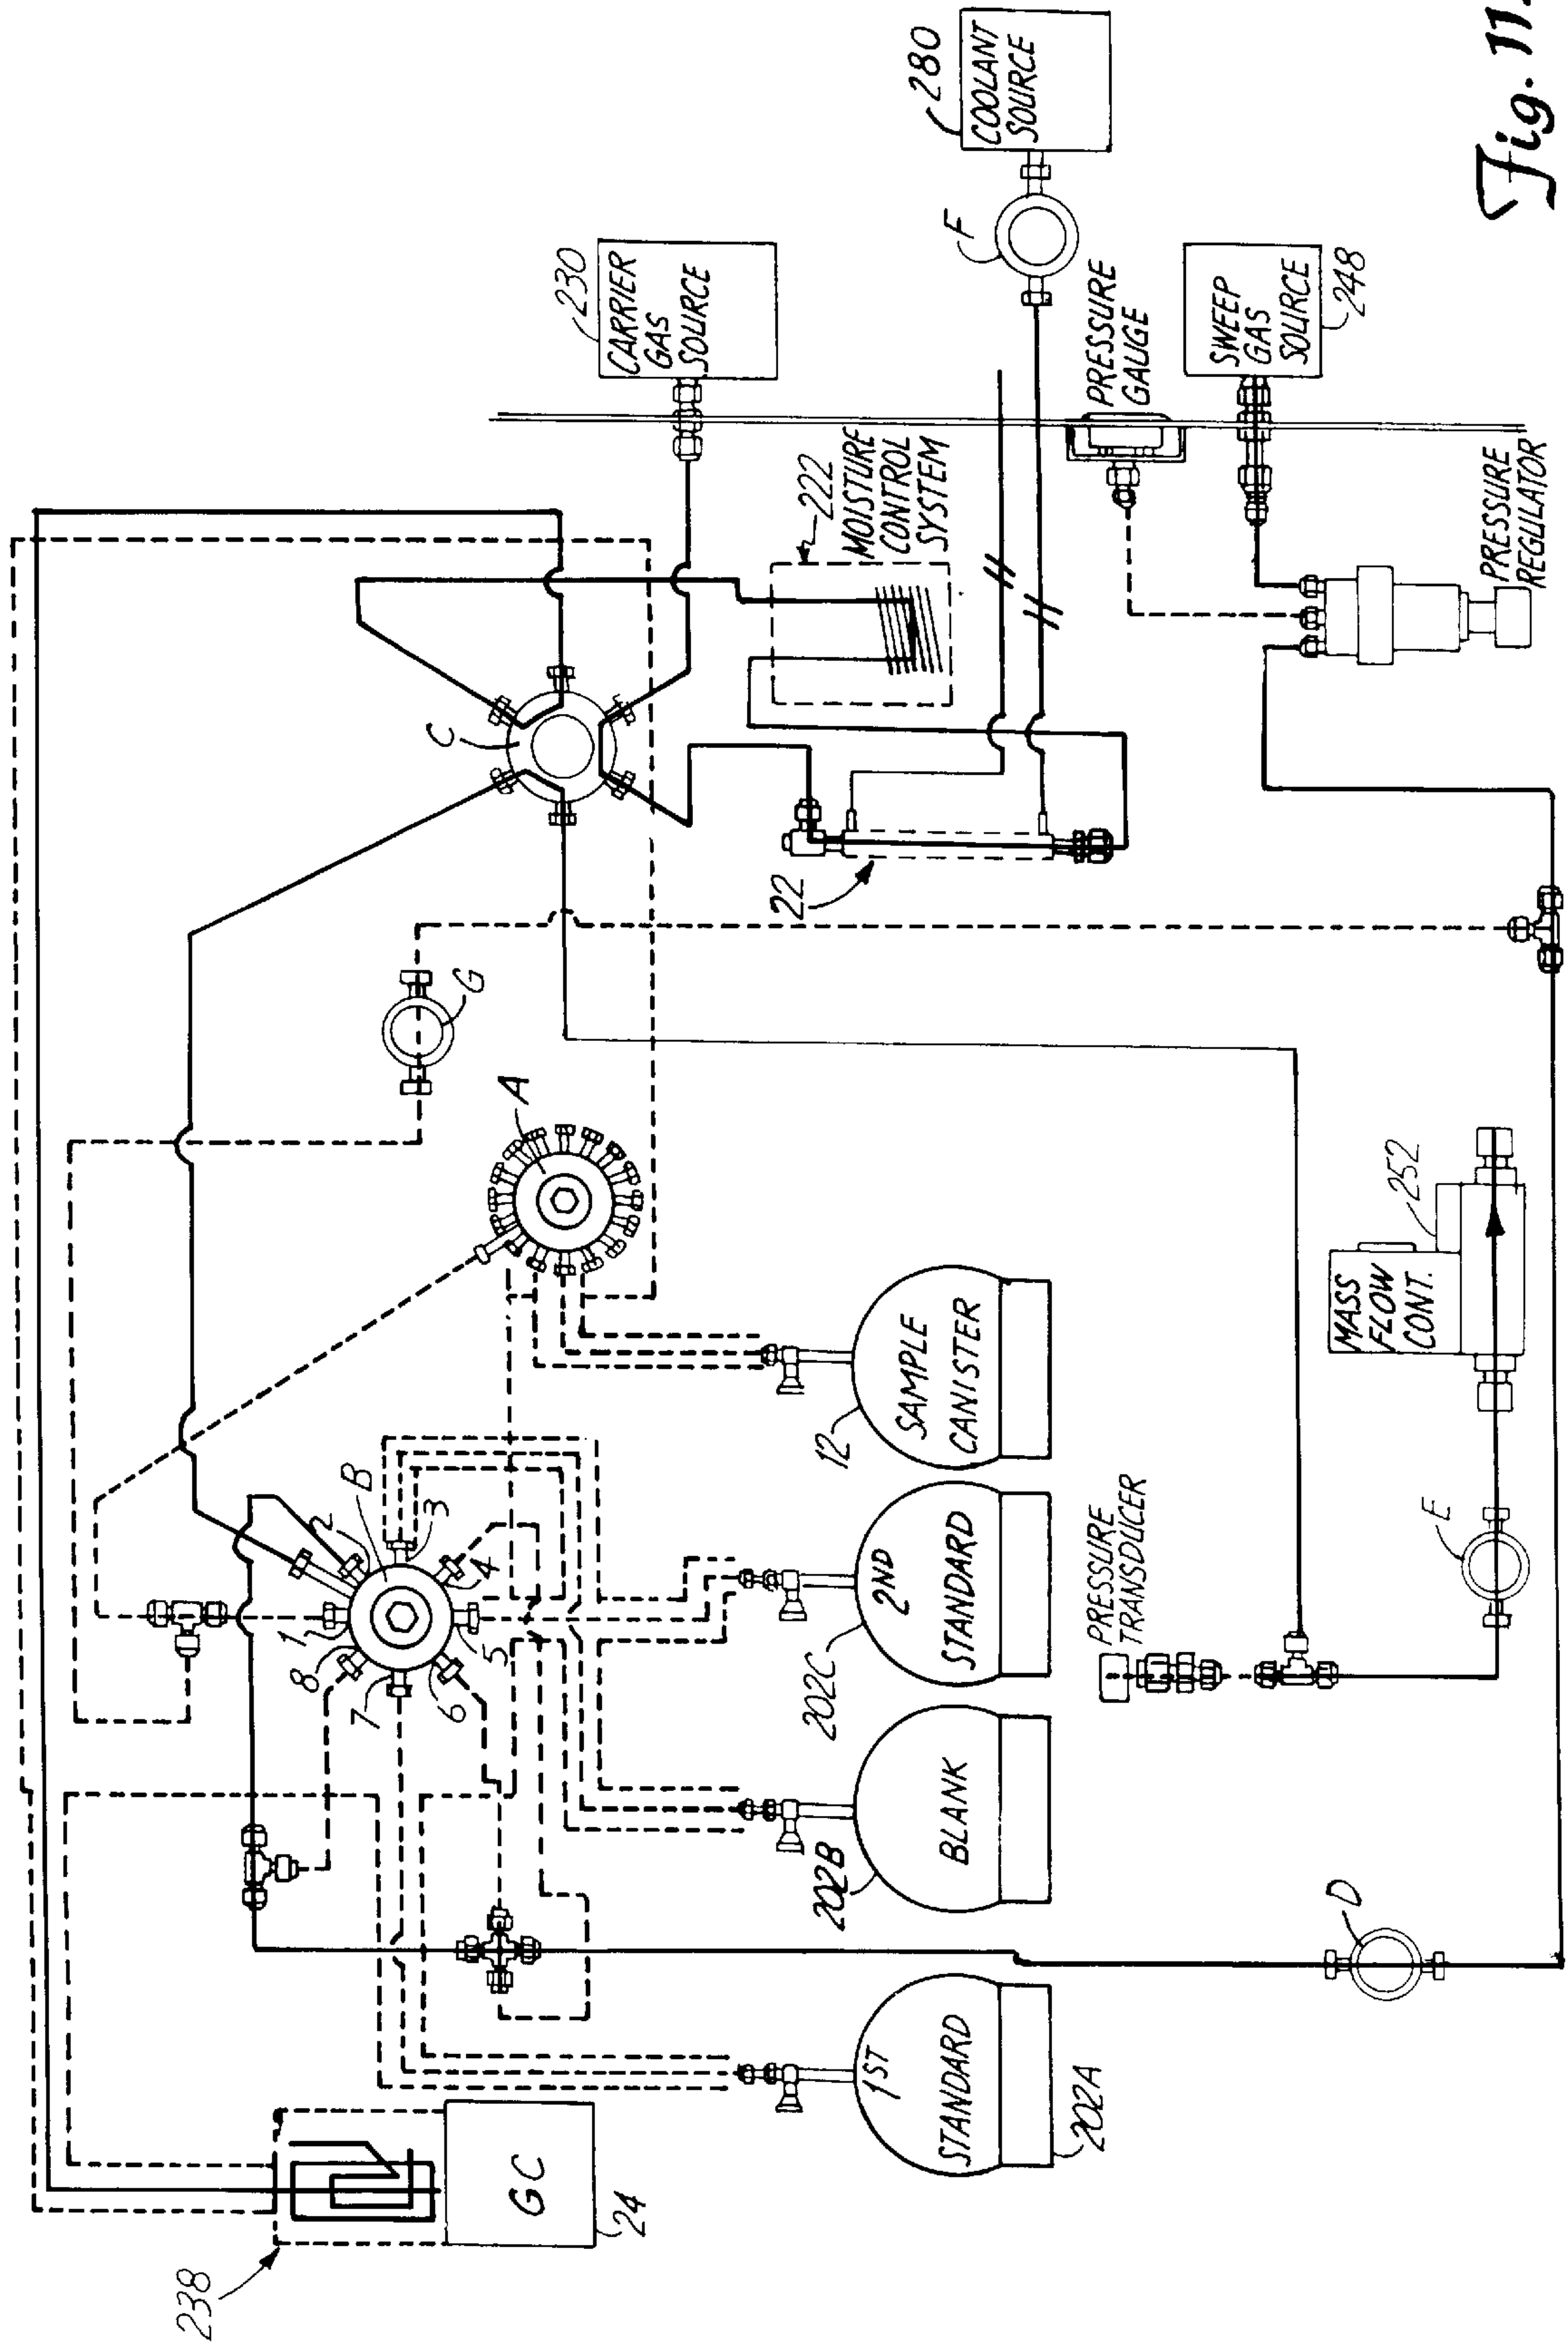 238
GC
24
1ST
STANDARD
202A
BLANK
202B
2ND
STANDARD
202C
SAMPLE
CANISTER
12
1
2
B
3
4
5
6
7
8
A
G
C
22
222
MOISTURE
CONTROL
SYSTEM
230
CARRIER
GAS
SOURCE
280
COOLANT
SOURCE
F
PRESSURE
GAUGE
SWEEP
GAS
SOURCE
248
PRESSURE
REGULATOR
PRESSURE
TRANSDUCER
E
MASS
FLOW
CONT.
252
D
Fig. 11.